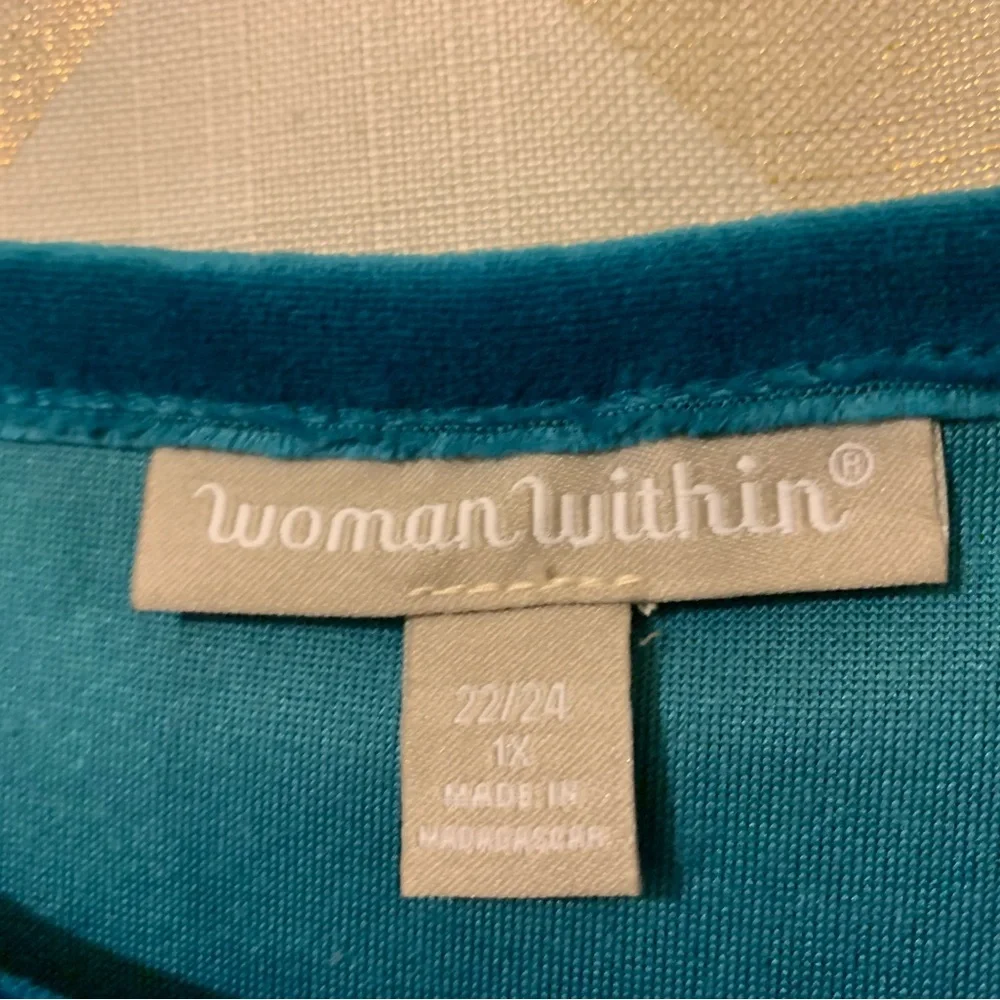 woman within®
22/24
1X
MADE IN
MADAGASCAR